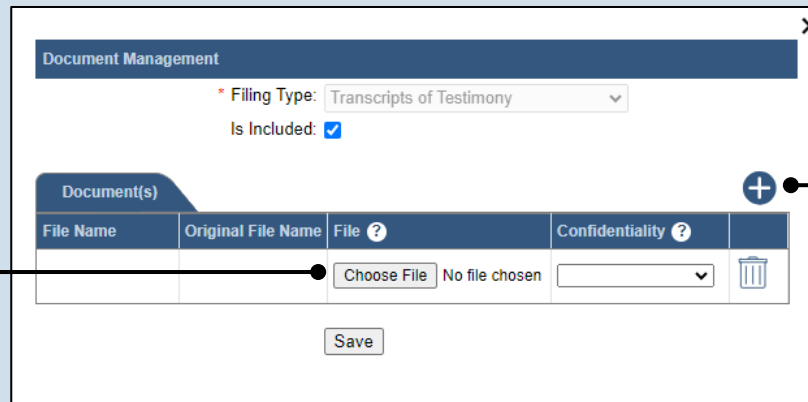 Document Management
* Filing Type: Transcripts of Testimony
Is Included:
Document(s)
File Name Original File Name File ? Confidentiality ?
Choose File No file chosen
Save